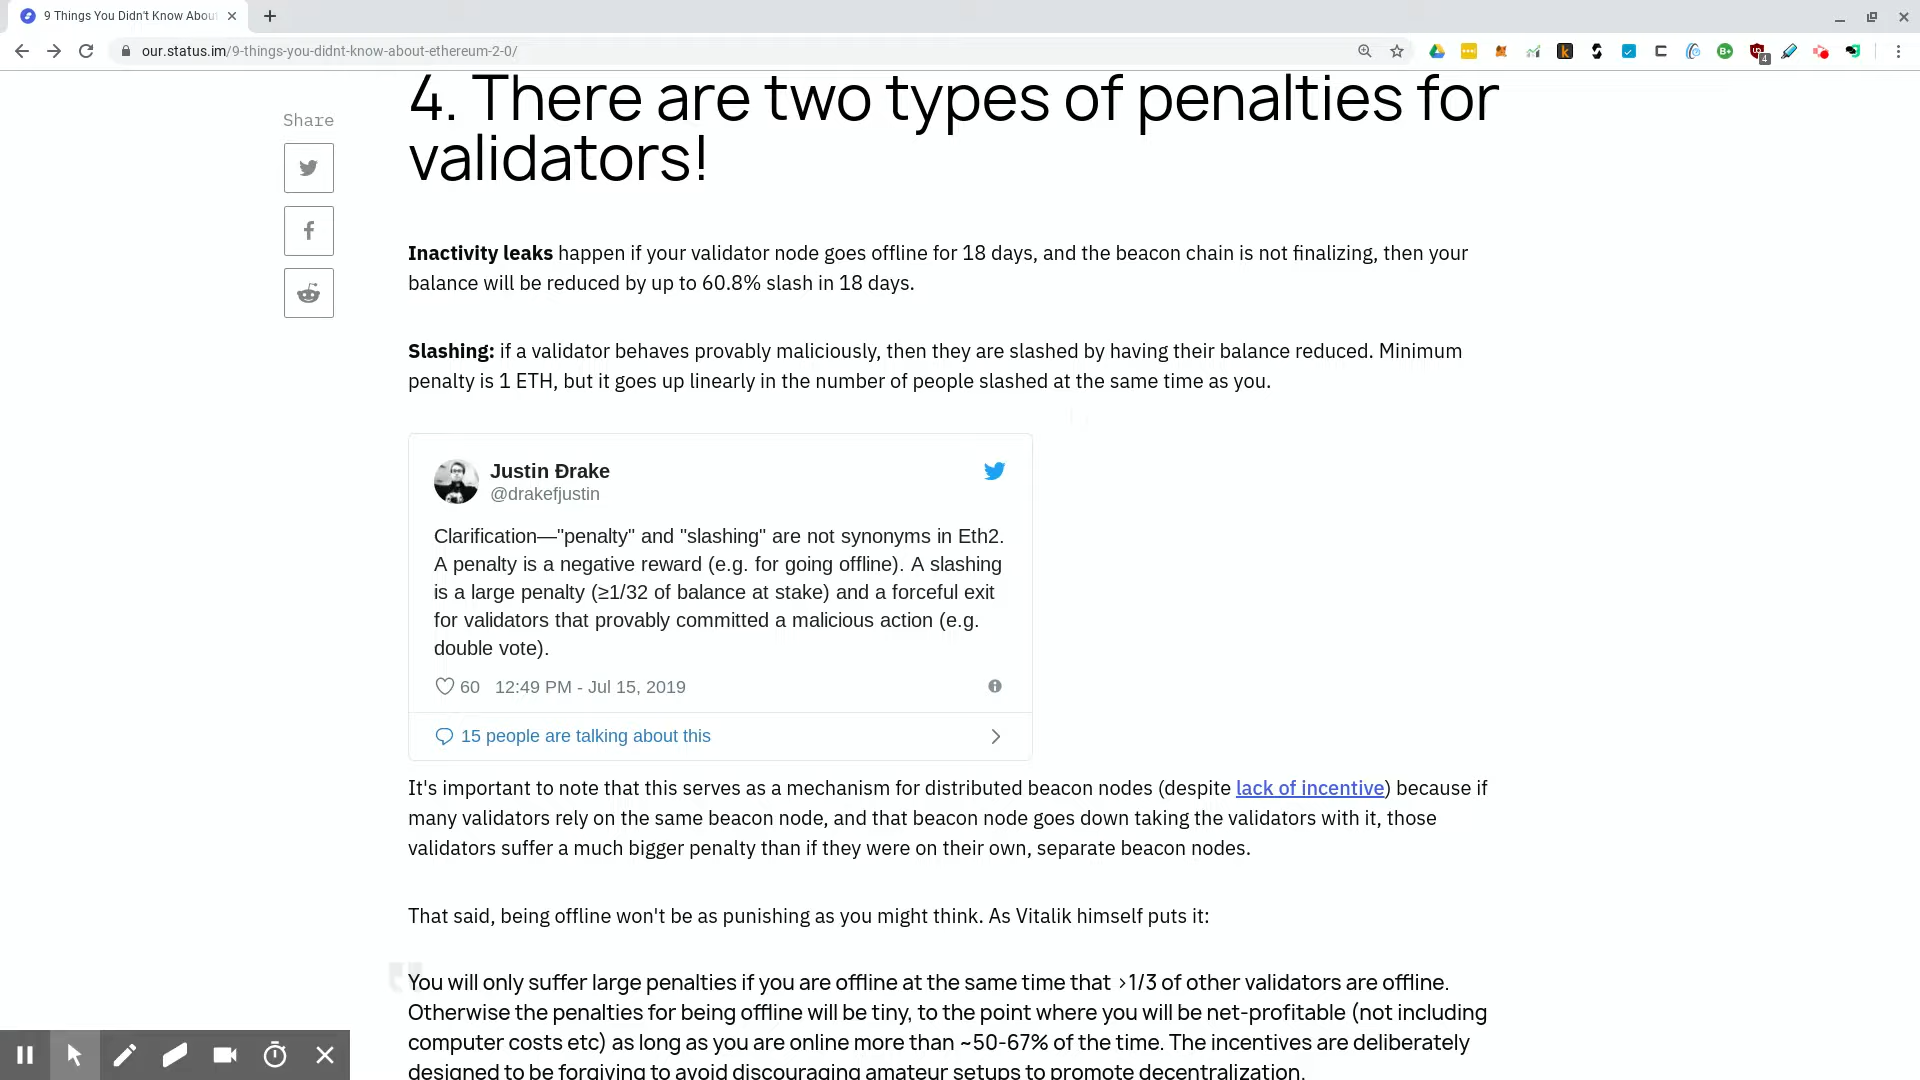 9 Things You Didn't Know Abou
our.status.im/9-things-you-didnt-know-about-ethereum-2-0/
4
Share
4. There are two types of penalties for
validators!
Inactivity leaks happen if your validator node goes offline for 18 days, and the beacon chain is not finalizing, then your
balance will be reduced by up to 60.8% slash in 18 days.
Slashing: if a validator behaves provably maliciously, then they are slashed by having their balance reduced. Minimum
penalty is 1 ETH, but it goes up linearly in the number of people slashed at the same time as you.
Justin Ðrake
@drakefjustin
Clarification—"penalty" and "slashing" are not synonyms in Eth2.
A penalty is a negative reward (e.g. for going offline). A slashing
is a large penalty (≥1/32 of balance at stake) and a forceful exit
for validators that provably committed a malicious action (e.g.
double vote).
60 12:49 PM - Jul 15, 2019
15 people are talking about this
It's important to note that this serves as a mechanism for distributed beacon nodes (despite lack of incentive) because if
many validators rely on the same beacon node, and that beacon node goes down taking the validators with it, those
validators suffer a much bigger penalty than if they were on their own, separate beacon nodes.
That said, being offline won't be as punishing as you might think. As Vitalik himself puts it:
You will only suffer large penalties if you are offline at the same time that >1/3 of other validators are offline.
Otherwise the penalties for being offline will be tiny, to the point where you will be net-profitable (not including
computer costs etc) as long as you are online more than ~50-67% of the time. The incentives are deliberately
designed to be forgiving to avoid discouraging amateur setups to promote decentralization.